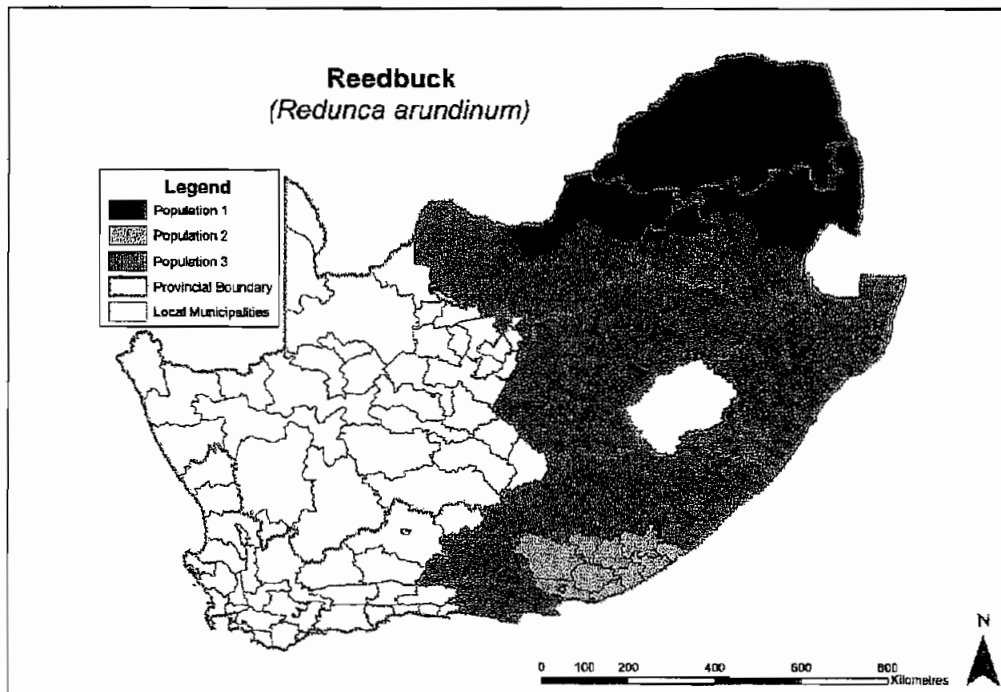 Reedbuck
(Redunca arundinum)
Legend
Population 1
Population 2
Population 3
Provincial Boundary
Local Municipalities
N
0 100 200 400 600 800
Kilometres